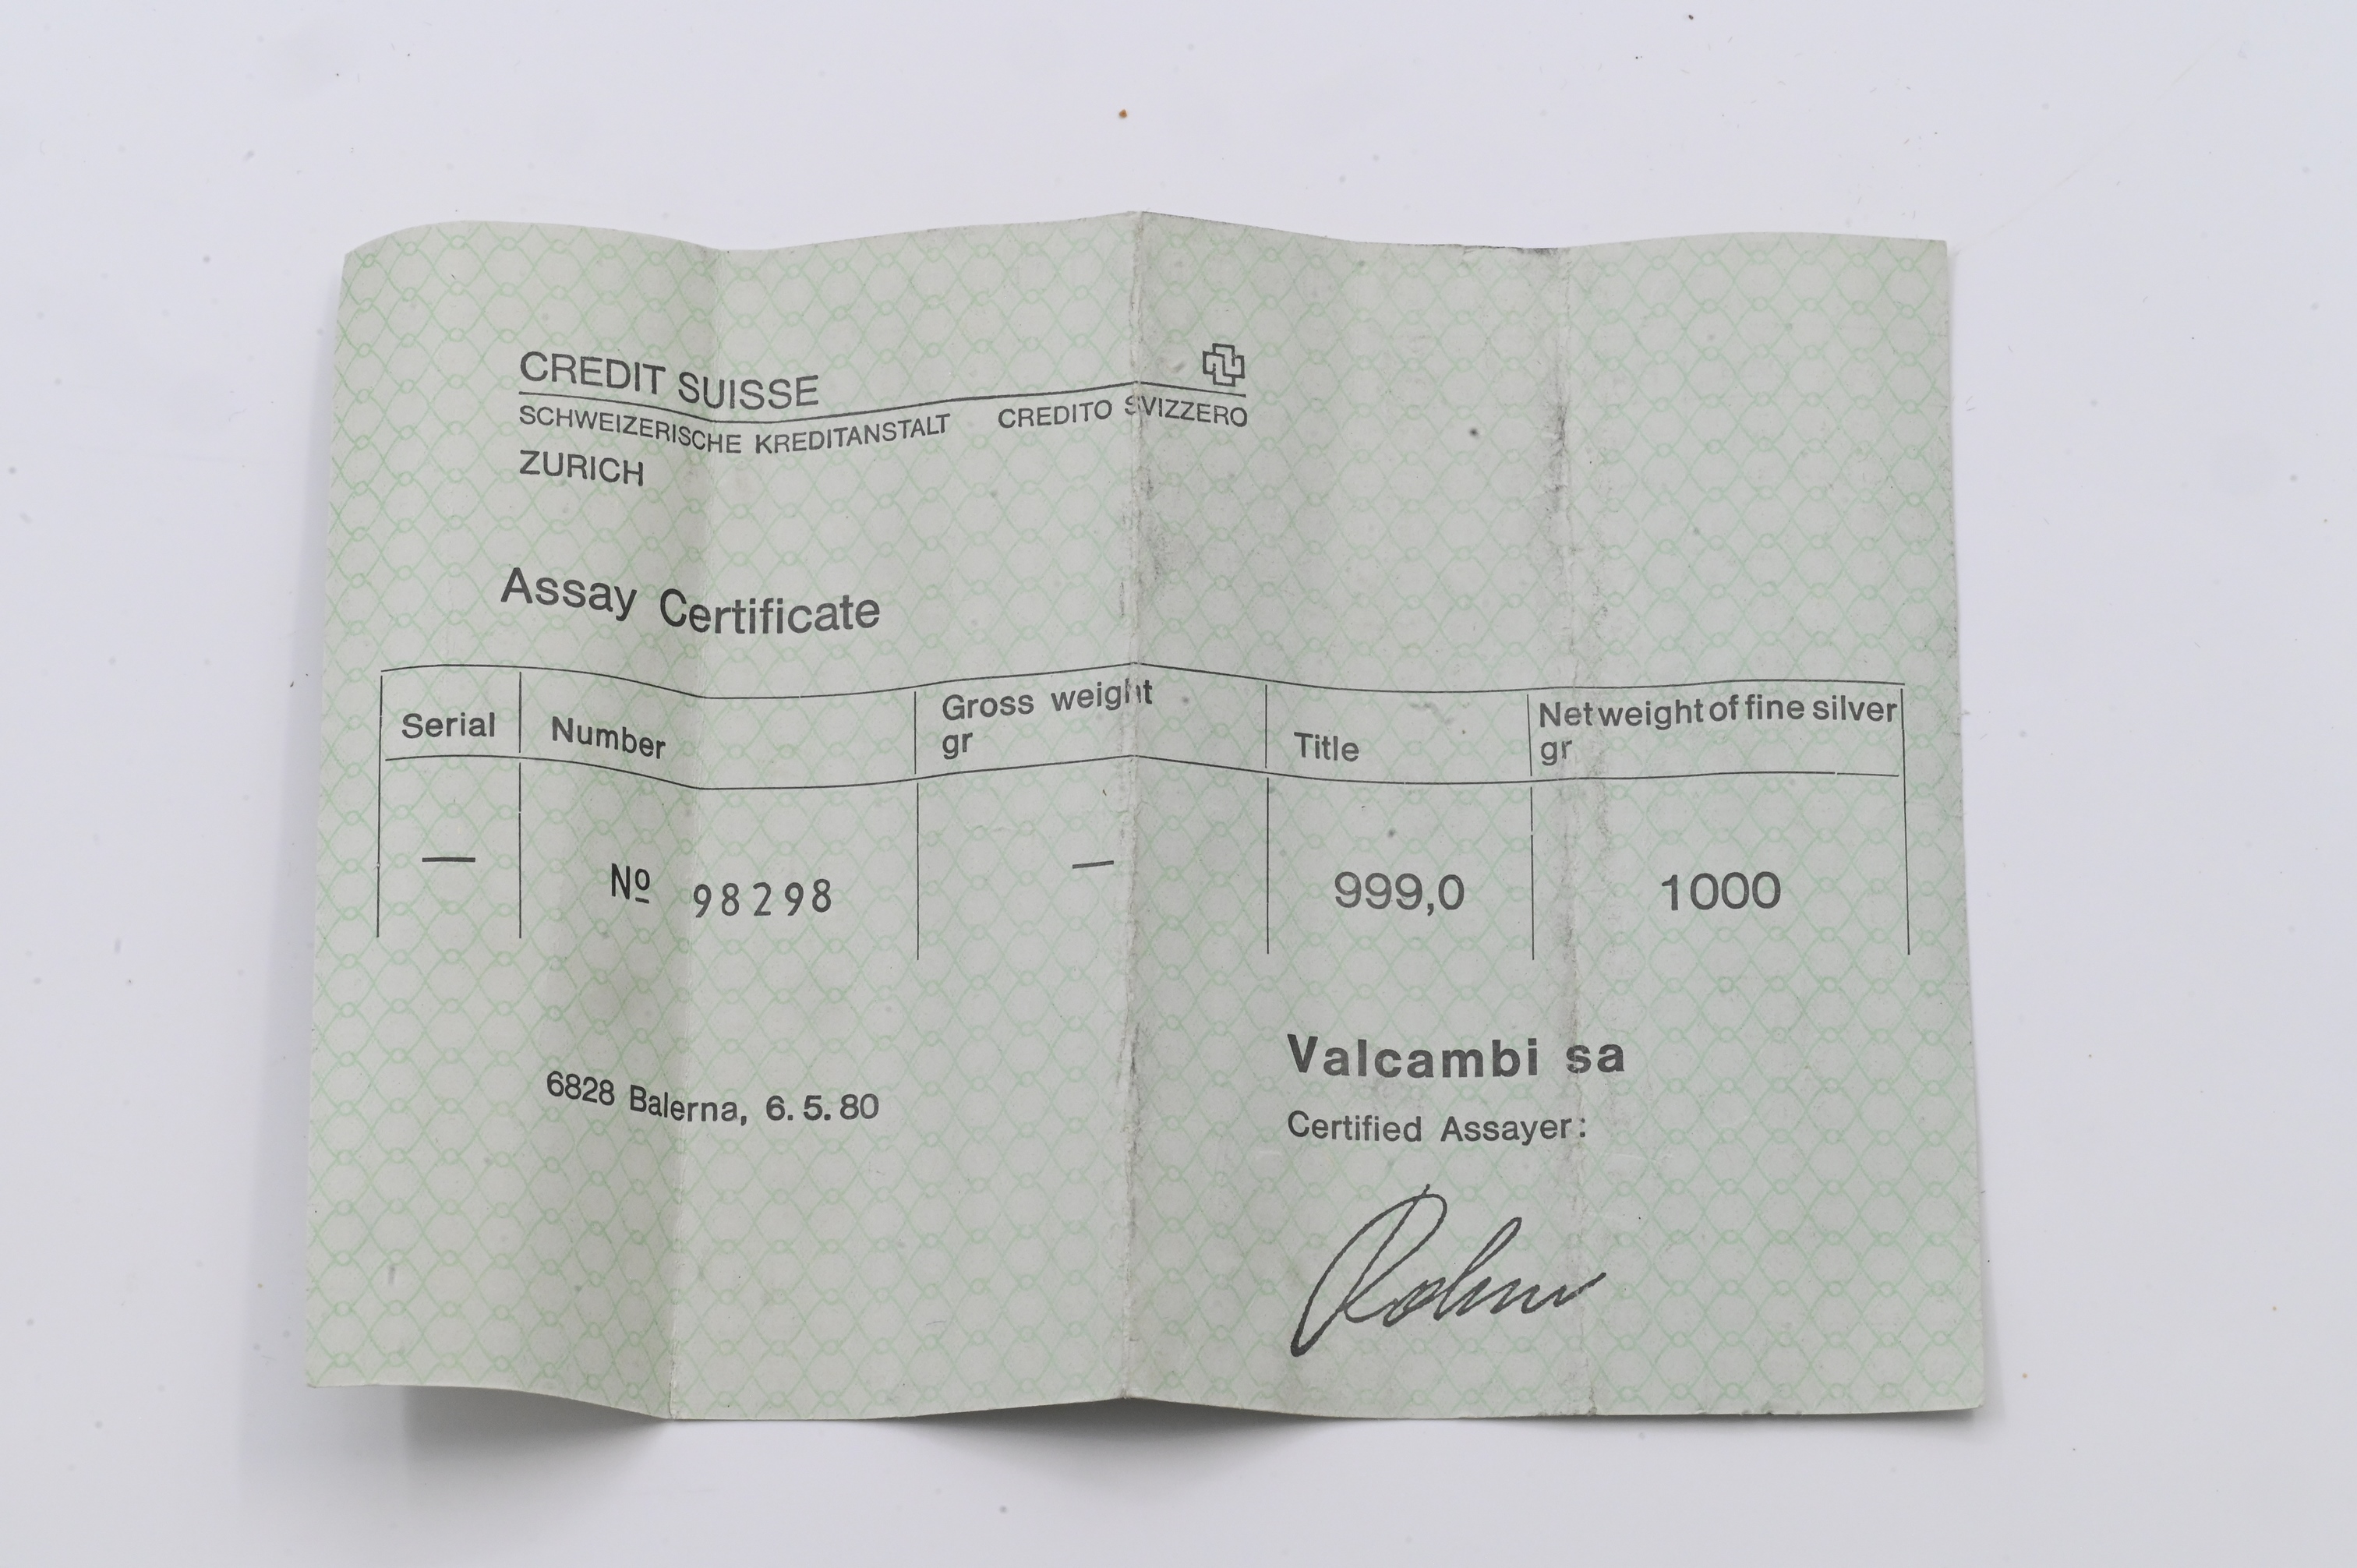 CREDIT SUISSE
SCHWEIZERISCHE KREDITANSTALT CREDITO SVIZZERO
ZURICH
Assay Certificate
Serial Number Gross weight gr Title Net weight of fine silver gr
— Nº 98298 — 999,0 1000
Valcambi sa
6828 Balerna, 6.5.80
Certified Assayer: